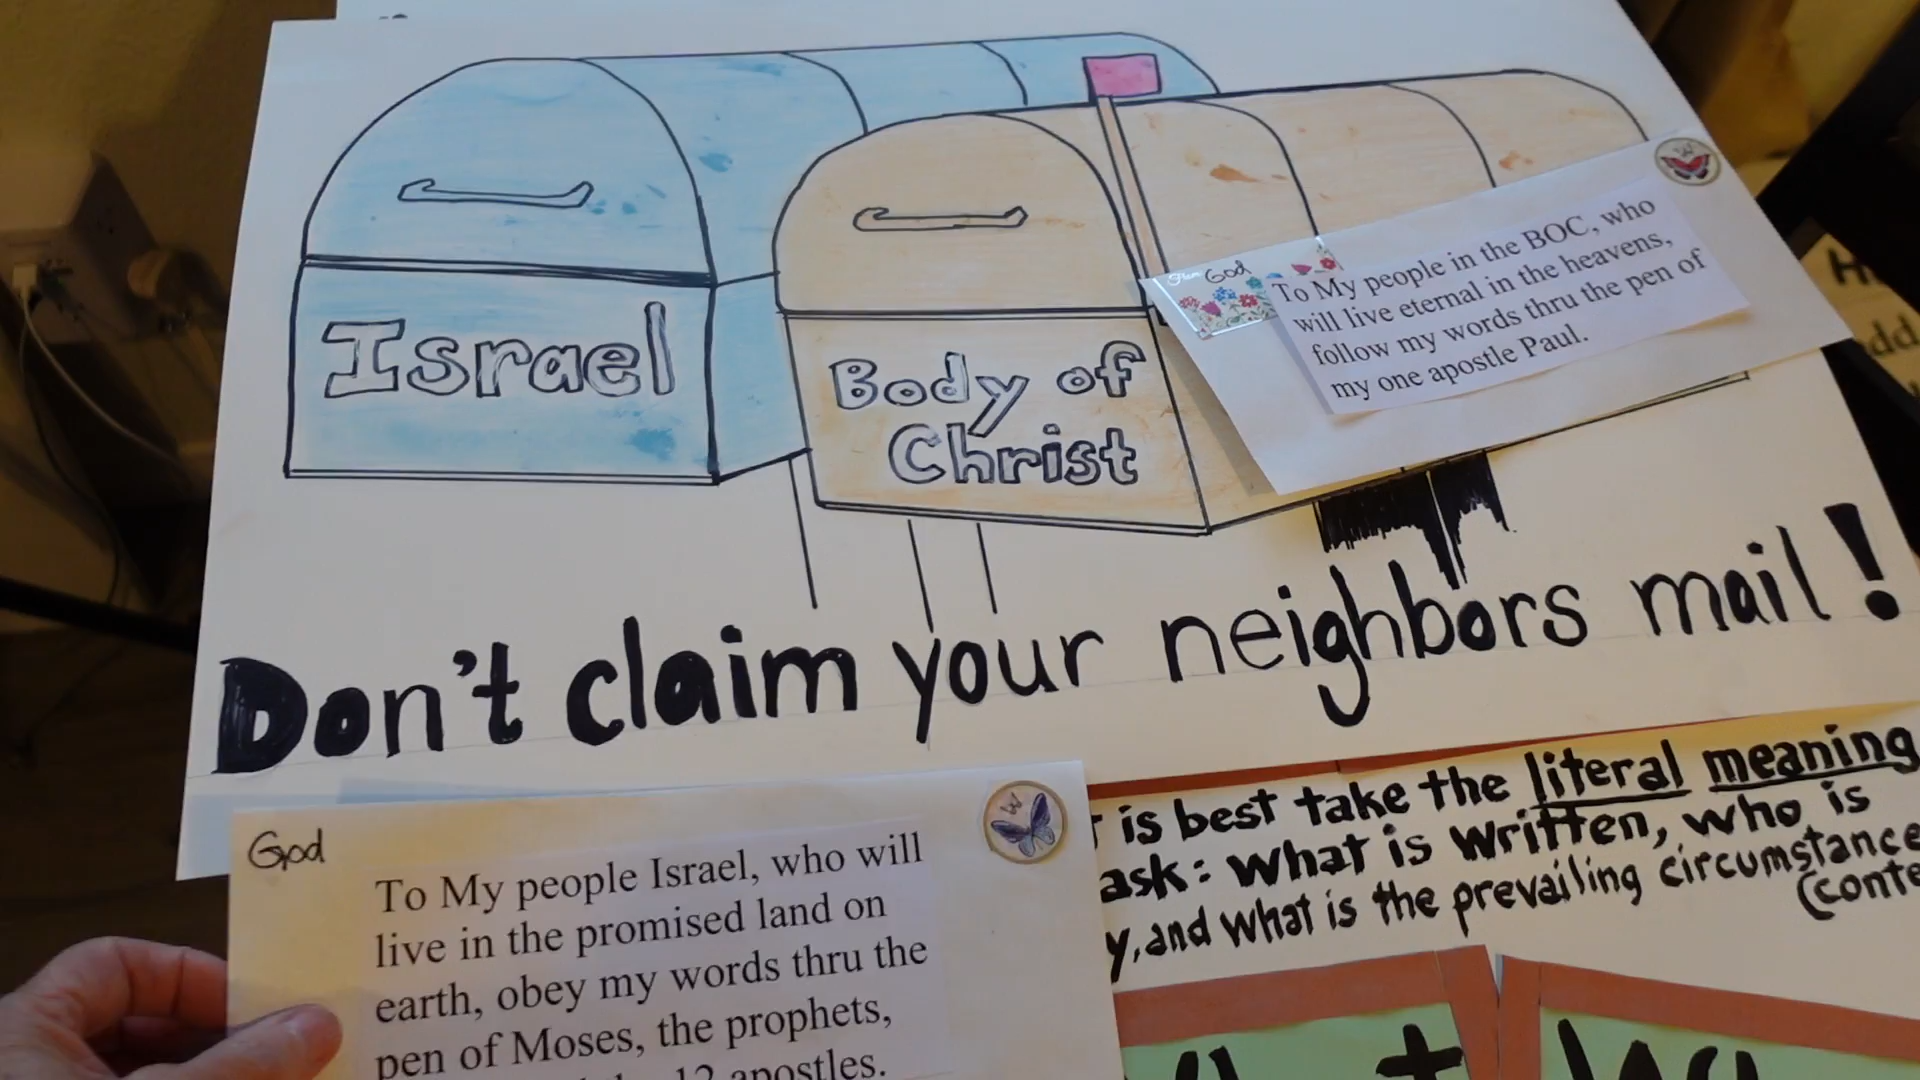 Israel
Body of
Christ
God
To My people in the BOC, who
will live eternal in the heavens,
follow my words thru the pen of
my one apostle Paul.
Don't claim your neighbors mail!
God
To My people Israel, who will
live in the promised land on
earth, obey my words thru the
pen of Moses, the prophets,
12 apostles.
is best take the literal meaning
ask: What is written, who is
and what is the prevailing circumstance